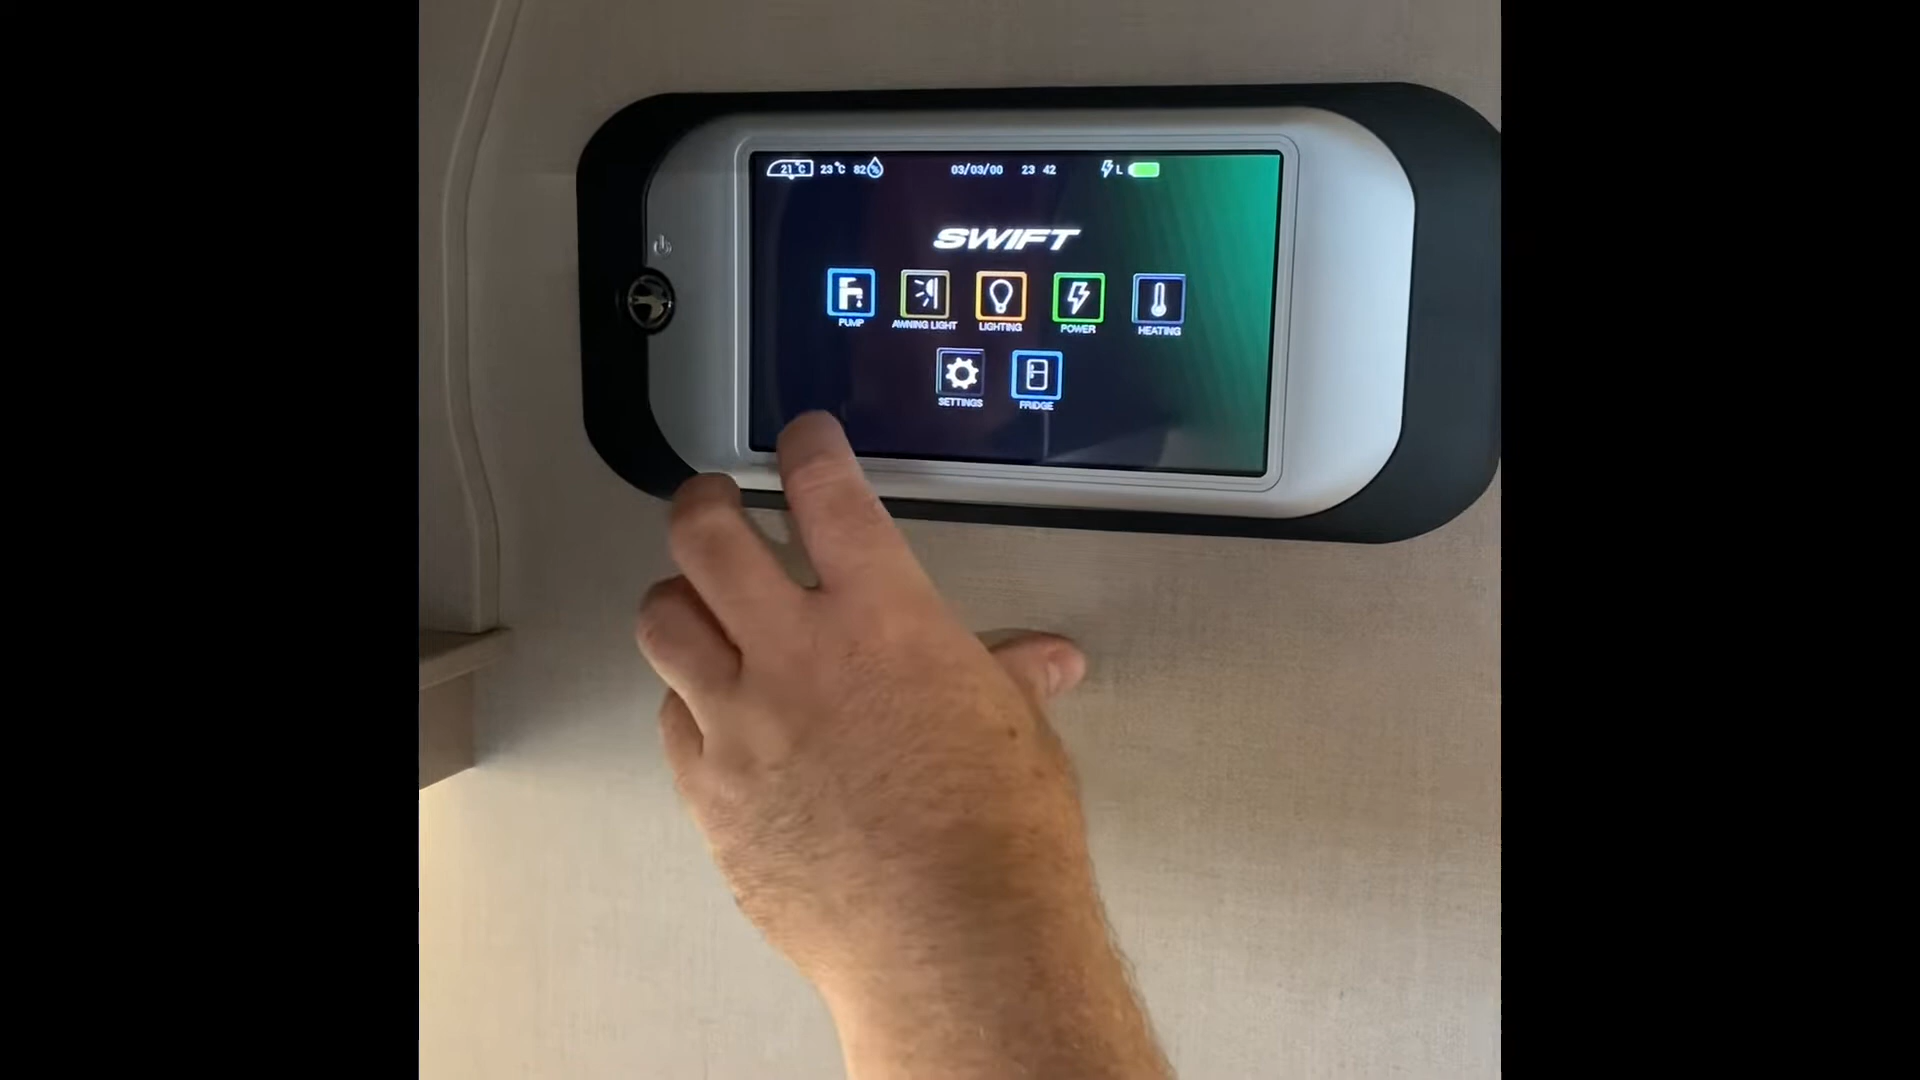 21°C 23°C 82% 03/03/00 23 42 L
SWIFT
PUMP AWNING LIGHT LIGHTING POWER HEATING
SETTINGS FRIDGE